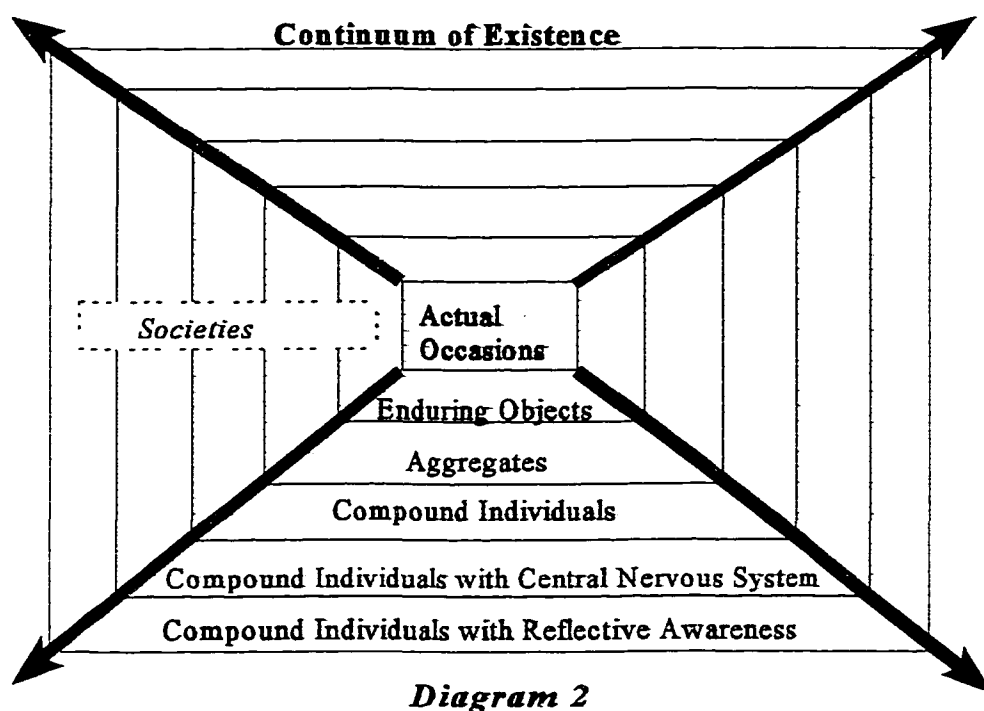 Continuum of Existence
Societies
Actual
Occasions
Enduring Objects
Aggregates
Compound Individuals
Compound Individuals with Central Nervous System
Compound Individuals with Reflective Awareness
Diagram 2